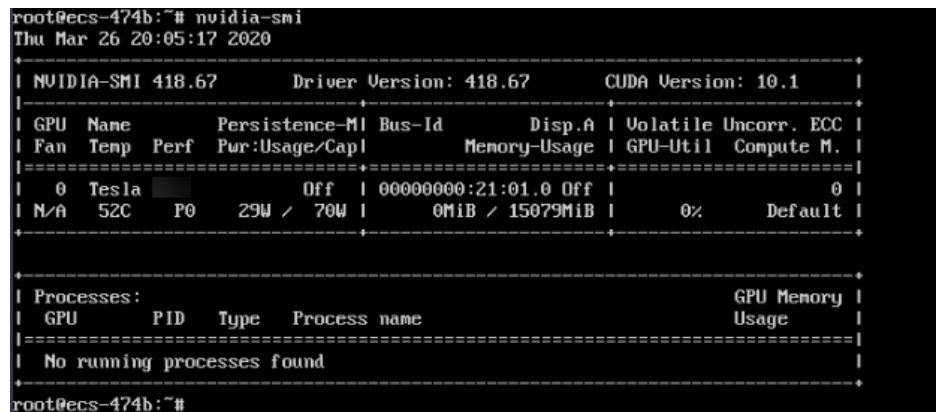 root@ecs-474b:~# nvidia-smi
Thu Mar 26 20:05:17 2020
+-----------------------------------------------------------------------------+
| NVIDIA-SMI 418.67       Driver Version: 418.67       CUDA Version: 10.1     |
|-------------------------------+----------------------+----------------------+
| GPU  Name        Persistence-M| Bus-Id        Disp.A | Volatile Uncorr. ECC |
| Fan  Temp  Perf  Pwr:Usage/Cap|         Memory-Usage | GPU-Util  Compute M. |
|===============================+======================+======================|
|   0  Tesla               Off  | 00000000:21:01.0 Off |                    0 |
| N/A   52C    P0    29W /  70W |      0MiB / 15079MiB |      0%      Default |
+-------------------------------+----------------------+----------------------+
+-----------------------------------------------------------------------------+
| Processes:                                                       GPU Memory |
|  GPU       PID   Type   Process name                             Usage      |
|=============================================================================|
|  No running processes found                                                 |
+-----------------------------------------------------------------------------+
root@ecs-474b:~#